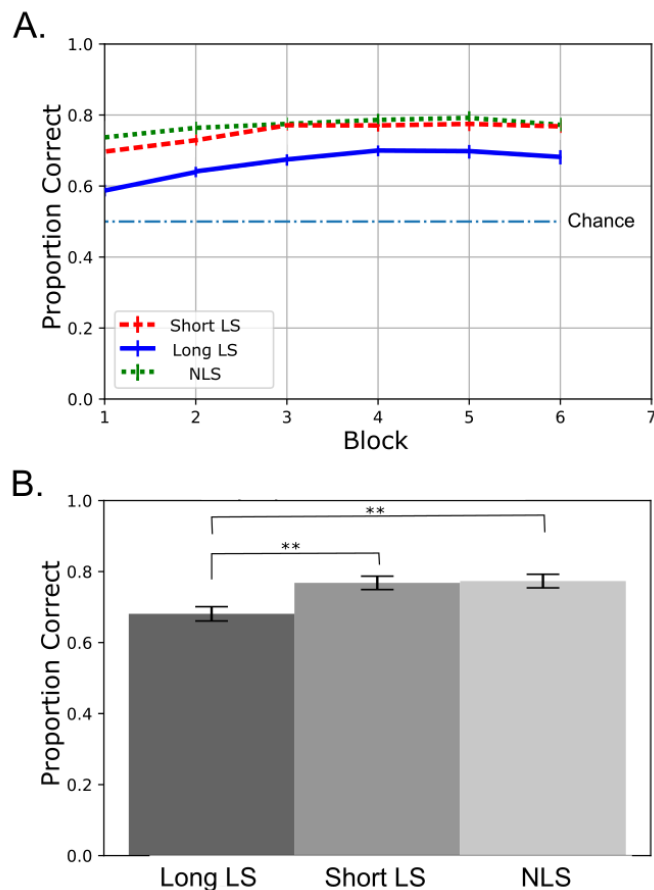 A.
1.0
0.8
0.6
0.4
0.2
0.0
Proportion Correct
Chance
Short LS
Long LS
NLS
1 2 3 4 5 6 7
Block
B.
1.0
0.8
0.6
0.4
0.2
0.0
Proportion Correct
**
**
Long LS Short LS NLS